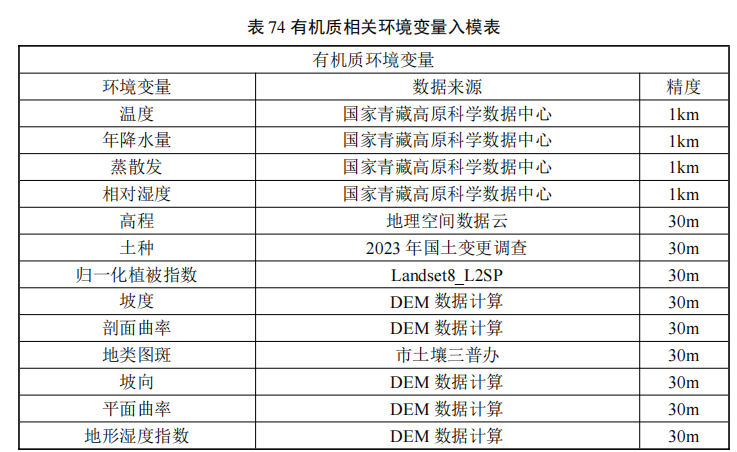 表 74 有机质相关环境变量入模表
有机质环境变量
环境变量 数据来源 精度
温度 国家青藏高原科学数据中心 1km
年降水量 国家青藏高原科学数据中心 1km
蒸散发 国家青藏高原科学数据中心 1km
相对湿度 国家青藏高原科学数据中心 1km
高程 地理空间数据云 30m
土种 2023 年国土变更调查 30m
归一化植被指数 Landset8_L2SP 30m
坡度 DEM 数据计算 30m
剖面曲率 DEM 数据计算 30m
地类图斑 市土壤三普办 30m
坡向 DEM 数据计算 30m
平面曲率 DEM 数据计算 30m
地形湿度指数 DEM 数据计算 30m